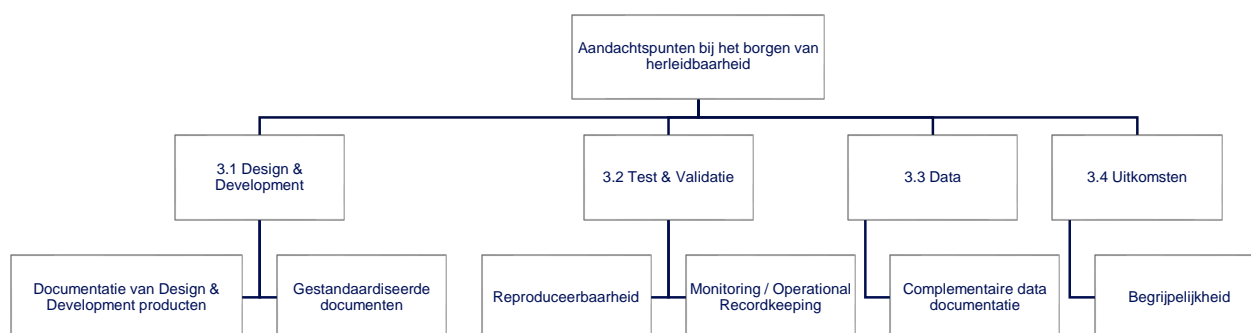 Aandachtspunten bij het borgen van
herleidbaarheid
3.1 Design &
Development
3.2 Test & Validatie
3.3 Data
3.4 Uitkomsten
Documentatie van Design &
Development producten
Gestandaardiseerde
documenten
Reproduceerbaarheid
Monitoring / Operational
Recordkeeping
Complementaire data
documentatie
Begrijpelijkheid